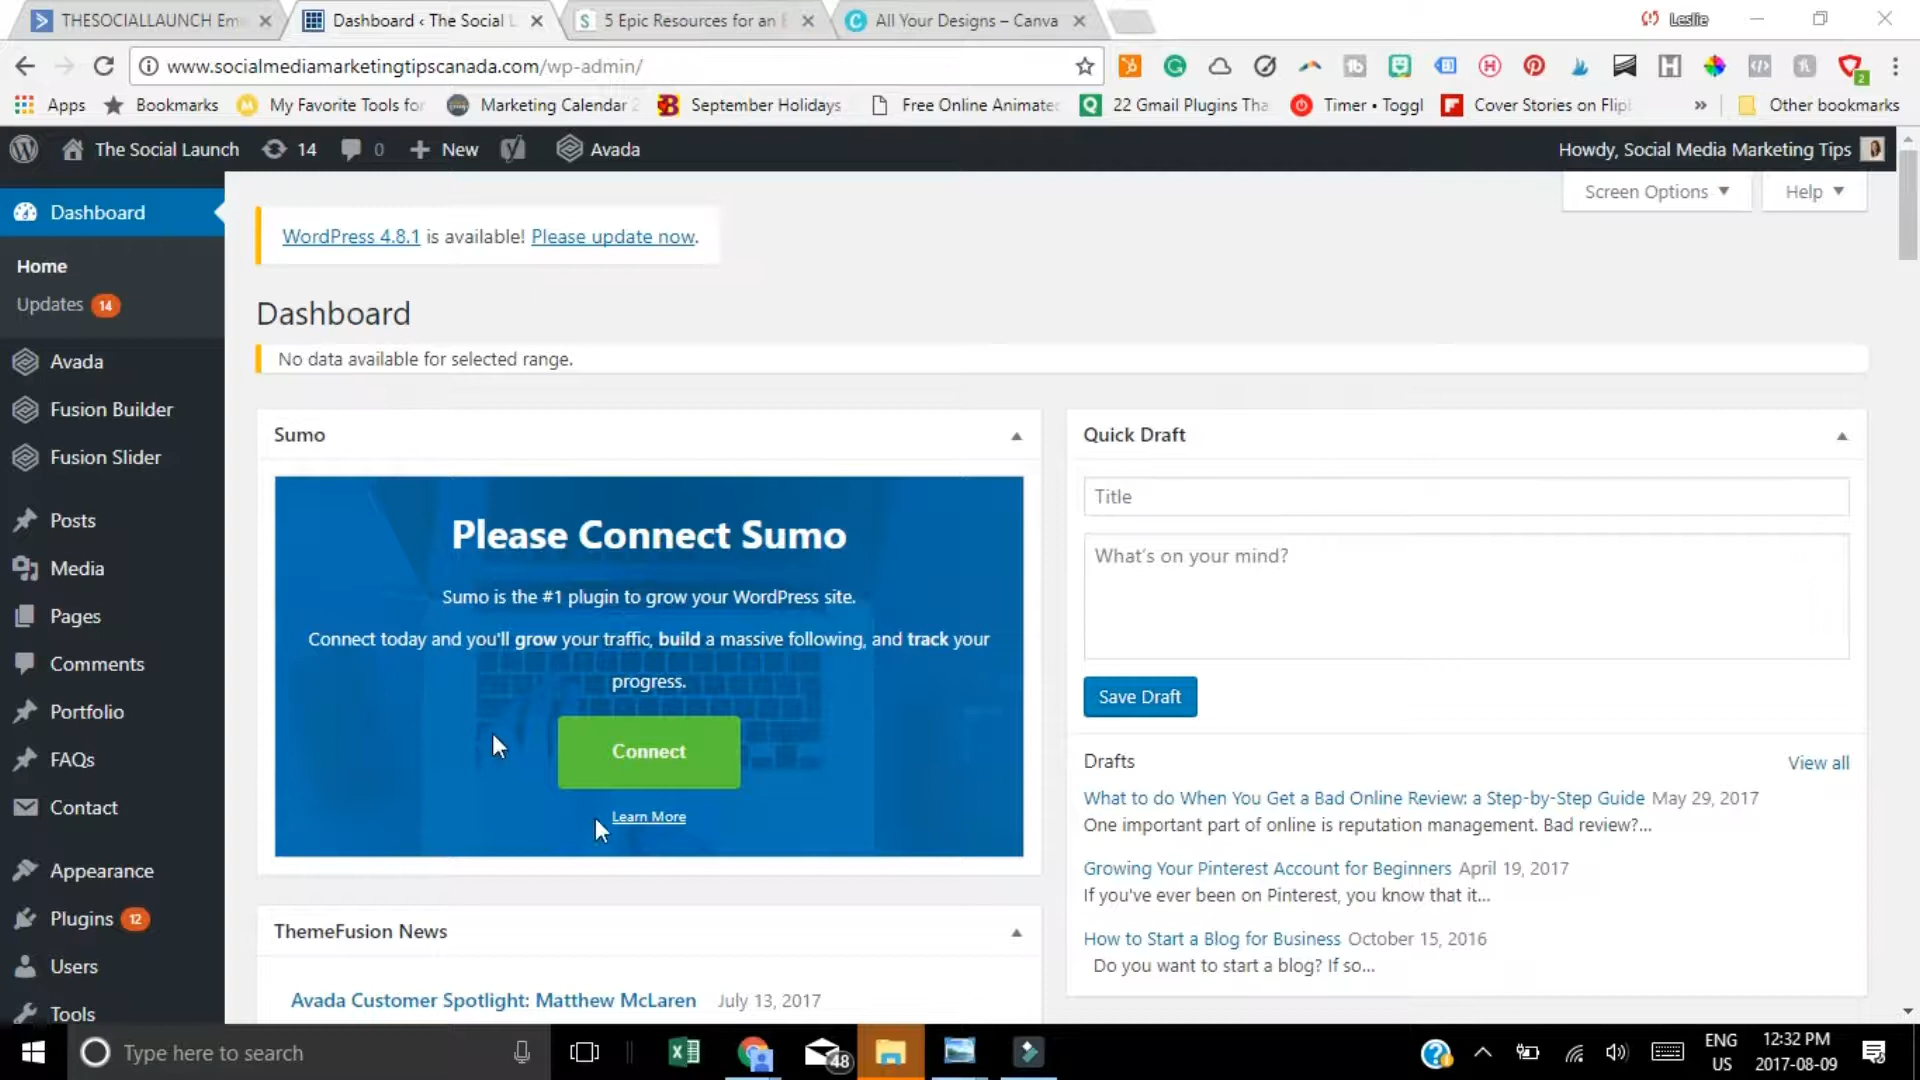 THESOCIALLAUNCH Em
Dashboard ‹ The Social L
5 Epic Resources for an E
All Your Designs – Canva
Leslie
www.socialmediamarketingtipscanada.com/wp-admin/
Apps
Bookmarks
My Favorite Tools for
Marketing Calendar 2
September Holidays
Free Online Animate
22 Gmail Plugins Tha
Timer • Toggl
Cover Stories on Flip
»
Other bookmarks
The Social Launch
14
0
New
Avada
Howdy, Social Media Marketing Tips
Screen Options
Help
Dashboard
Home
Updates 14
Avada
Fusion Builder
Fusion Slider
Posts
Media
Pages
Comments
Portfolio
FAQs
Contact
Appearance
Plugins 12
Users
Tools
WordPress 4.8.1 is available! Please update now.
Dashboard
No data available for selected range.
Sumo
Please Connect Sumo
Sumo is the #1 plugin to grow your WordPress site.
Connect today and you'll grow your traffic, build a massive following, and track your
progress.
Connect
Learn More
ThemeFusion News
Avada Customer Spotlight: Matthew McLaren July 13, 2017
Quick Draft
Title
What's on your mind?
Save Draft
Drafts
View all
What to do When You Get a Bad Online Review: a Step-by-Step Guide May 29, 2017
One important part of online is reputation management. Bad review?...
Growing Your Pinterest Account for Beginners April 19, 2017
If you've ever been on Pinterest, you know that it...
How to Start a Blog for Business October 15, 2016
Do you want to start a blog? If so...
Type here to search
48
ENG
US
12:32 PM
2017-08-09